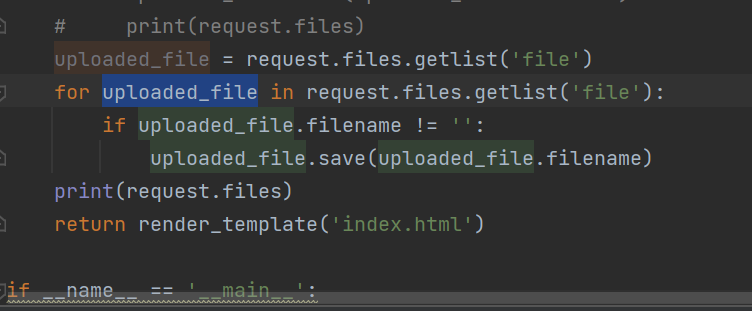 #     print(request.files)
uploaded_file = request.files.getlist('file')
for uploaded_file in request.files.getlist('file'):
    if uploaded_file.filename != '':
        uploaded_file.save(uploaded_file.filename)
print(request.files)
return render_template('index.html')
if __name__ == '__main__':